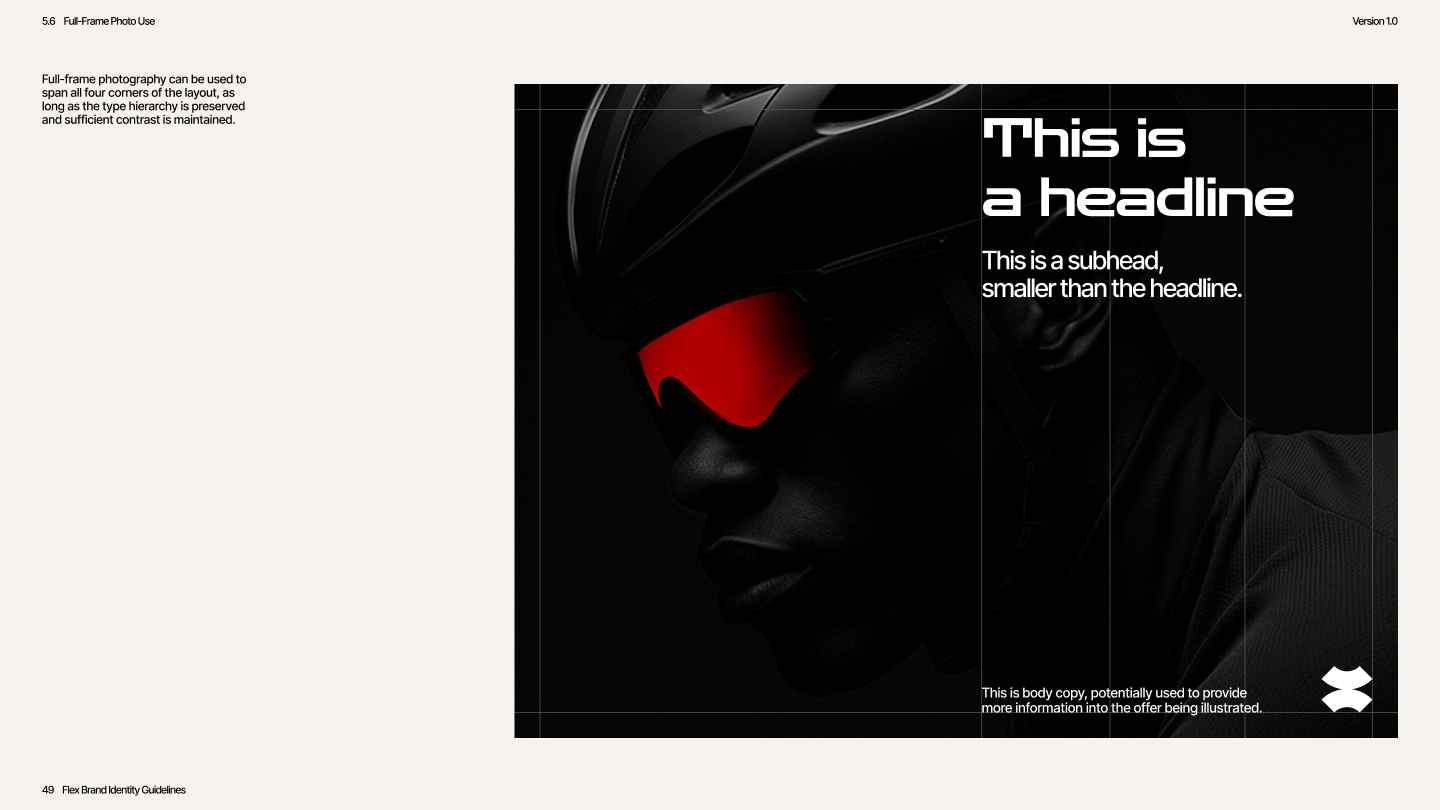 5.6 Full-Frame Photo Use
Version 1.0
Full-frame photography can be used to
span all four corners of the layout, as
long as the type hierarchy is preserved
and sufficient contrast is maintained.
This is
a headline
This is a subhead,
smaller than the headline.
This is body copy, potentially used to provide
more information into the offer being illustrated.
49 Flex Brand Identity Guidelines